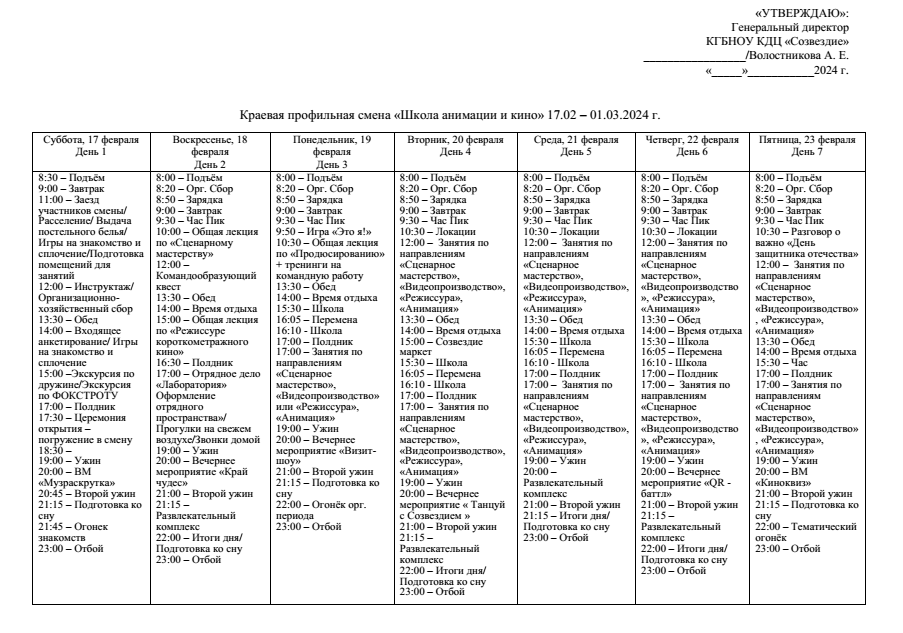 «УТВЕРЖДАЮ»:
Генеральный директор
КГБНОУ КДЦ «Созвездие»
_________________/Волостникова А. Е.
«_____»___________2024 г.
Краевая профильная смена «Школа анимации и кино» 17.02 – 01.03.2024 г.
Суббота, 17 февраля
День 1
8:30 – Подъём
9:00 – Завтрак
11:00 – Заезд
участников смены/
Расселение/ Выдача
постельного белья/
Игры на знакомство и
сплочение/Подготовка
помещений для
занятий
12:00 – Инструктаж/
Организационно-
хозяйственный сбор
13:30 – Обед
14:00 – Входящее
анкетирование/ Игры
на знакомство и
сплочение
15:00 –Экскурсия по
дружине/Экскурсия
по ФОКСТРОТУ
17:00 – Полдник
17:30 – Церемония
открытия –
погружение в смену
18:30 –
19:00 – Ужин
20:00 – ВМ
«Музраскрутка»
20:45 – Второй ужин
21:15 – Подготовка ко
сну
21:45 – Огонек
знакомств
23:00 – Отбой
Воскресенье, 18
февраля
День 2
8:00 – Подъём
8:20 – Орг. Сбор
8:50 – Зарядка
9:00 – Завтрак
9:30 – Час Пик
10:00 – Общая лекция
по «Сценарному
мастерству»
12:00 –
Командообразующий
квест
13:30 – Обед
14:00 – Время отдыха
15:00 – Общая лекция
по «Режиссуре
короткометражного
кино»
16:30 – Полдник
17:00 – Отрядное дело
«Лаборатория»
Оформление
отрядного
пространства/
Прогулки на свежем
воздухе/Звонки домой
19:00 – Ужин
20:00 – Вечернее
мероприятие «Край
чудес»
21:00 – Второй ужин
21:15 –
Развлекательный
комплекс
22:00 – Итоги дня/
Подготовка ко сну
23:00 – Отбой
Понедельник, 19
февраля
День 3
8:00 – Подъём
8:20 – Орг. Сбор
8:50 – Зарядка
9:00 – Завтрак
9:30 – Час Пик
9:50 – Игра «Это я!»
10:30 – Общая лекция
по «Продюсированию»
+ тренинги на
командную работу
13:30 – Обед
14:00 – Время отдыха
15:30 – Школа
16:05 – Перемена
16:10 - Школа
17:00 – Полдник
17:00 – Занятия по
направлениям
«Сценарное
мастерство»,
«Видеопроизводство»
или «Режиссура»,
«Анимация»
19:00 – Ужин
20:00 – Вечернее
мероприятие «Визит-
шоу»
21:00 – Второй ужин
21:15 – Подготовка ко
сну
22:00 – Огонёк орг.
периода
23:00 – Отбой
Вторник, 20 февраля
День 4
8:00 – Подъём
8:20 – Орг. Сбор
8:50 – Зарядка
9:00 – Завтрак
9:30 – Час Пик
10:30 – Локации
12:00 – Занятия по
направлениям
«Сценарное
мастерство»,
«Видеопроизводство»,
«Режиссура»,
«Анимация»
13:30 – Обед
14:00 – Время отдыха
15:00 – Созвездие
маркет
15:30 – Школа
16:05 – Перемена
16:10 - Школа
17:00 – Полдник
17:00 – Занятия по
направлениям
«Сценарное
мастерство»,
«Видеопроизводство»,
«Режиссура»,
«Анимация»
19:00 – Ужин
20:00 – Вечернее
мероприятие « Танцуй
с Созвездием »
21:00 – Второй ужин
21:15 –
Развлекательный
комплекс
22:00 – Итоги дня/
Подготовка ко сну
23:00 – Отбой
Среда, 21 февраля
День 5
8:00 – Подъём
8:20 – Орг. Сбор
8:50 – Зарядка
9:00 – Завтрак
9:30 – Час Пик
10:30 – Локации
12:00 – Занятия по
направлениям
«Сценарное
мастерство»,
«Видеопроизводство»,
«Режиссура»,
«Анимация»
13:30 – Обед
14:00 – Время отдыха
15:30 – Школа
16:05 – Перемена
16:10 - Школа
17:00 – Полдник
17:00 – Занятия по
направлениям
«Сценарное
мастерство»,
«Видеопроизводство»,
«Режиссура»,
«Анимация»
19:00 – Ужин
20:00 –
Развлекательный
комплекс
21:00 – Второй ужин
21:15 – Итоги дня/
Подготовка ко сну
23:00 – Отбой
Четверг, 22 февраля
День 6
8:00 – Подъём
8:20 – Орг. Сбор
8:50 – Зарядка
9:00 – Завтрак
9:30 – Час Пик
10:30 – Локации
12:00 – Занятия по
направлениям
«Сценарное
мастерство»,
«Видеопроизводство
», «Режиссура»,
«Анимация»
13:30 – Обед
14:00 – Время отдыха
15:30 – Школа
16:05 – Перемена
16:10 - Школа
17:00 – Полдник
17:00 – Занятия по
направлениям
«Сценарное
мастерство»,
«Видеопроизводство
», «Режиссура»,
«Анимация»
19:00 – Ужин
20:00 – Вечернее
мероприятие «QR -
баттл»
21:00 – Второй ужин
21:15 –
Развлекательный
комплекс
22:00 – Итоги дня/
Подготовка ко сну
23:00 – Отбой
Пятница, 23 февраля
День 7
8:00 – Подъём
8:20 – Орг. Сбор
8:50 – Зарядка
9:00 – Завтрак
9:30 – Час Пик
10:30 – Разговор о
важно «День
защитника отечества»
12:00 – Занятия по
направлениям
«Сценарное
мастерство»,
«Видеопроизводство»
, «Режиссура»,
«Анимация»
13:30 – Обед
14:00 – Время отдыха
15:30 – Час
17:00 – Полдник
17:00 – Занятия по
направлениям
«Сценарное
мастерство»,
«Видеопроизводство»
, «Режиссура»,
«Анимация»
19:00 – Ужин
20:00 – ВМ
«Киноквиз»
21:00 – Второй ужин
21:15 – Подготовка ко
сну
22:00 – Тематический
огонёк
23:00 – Отбой